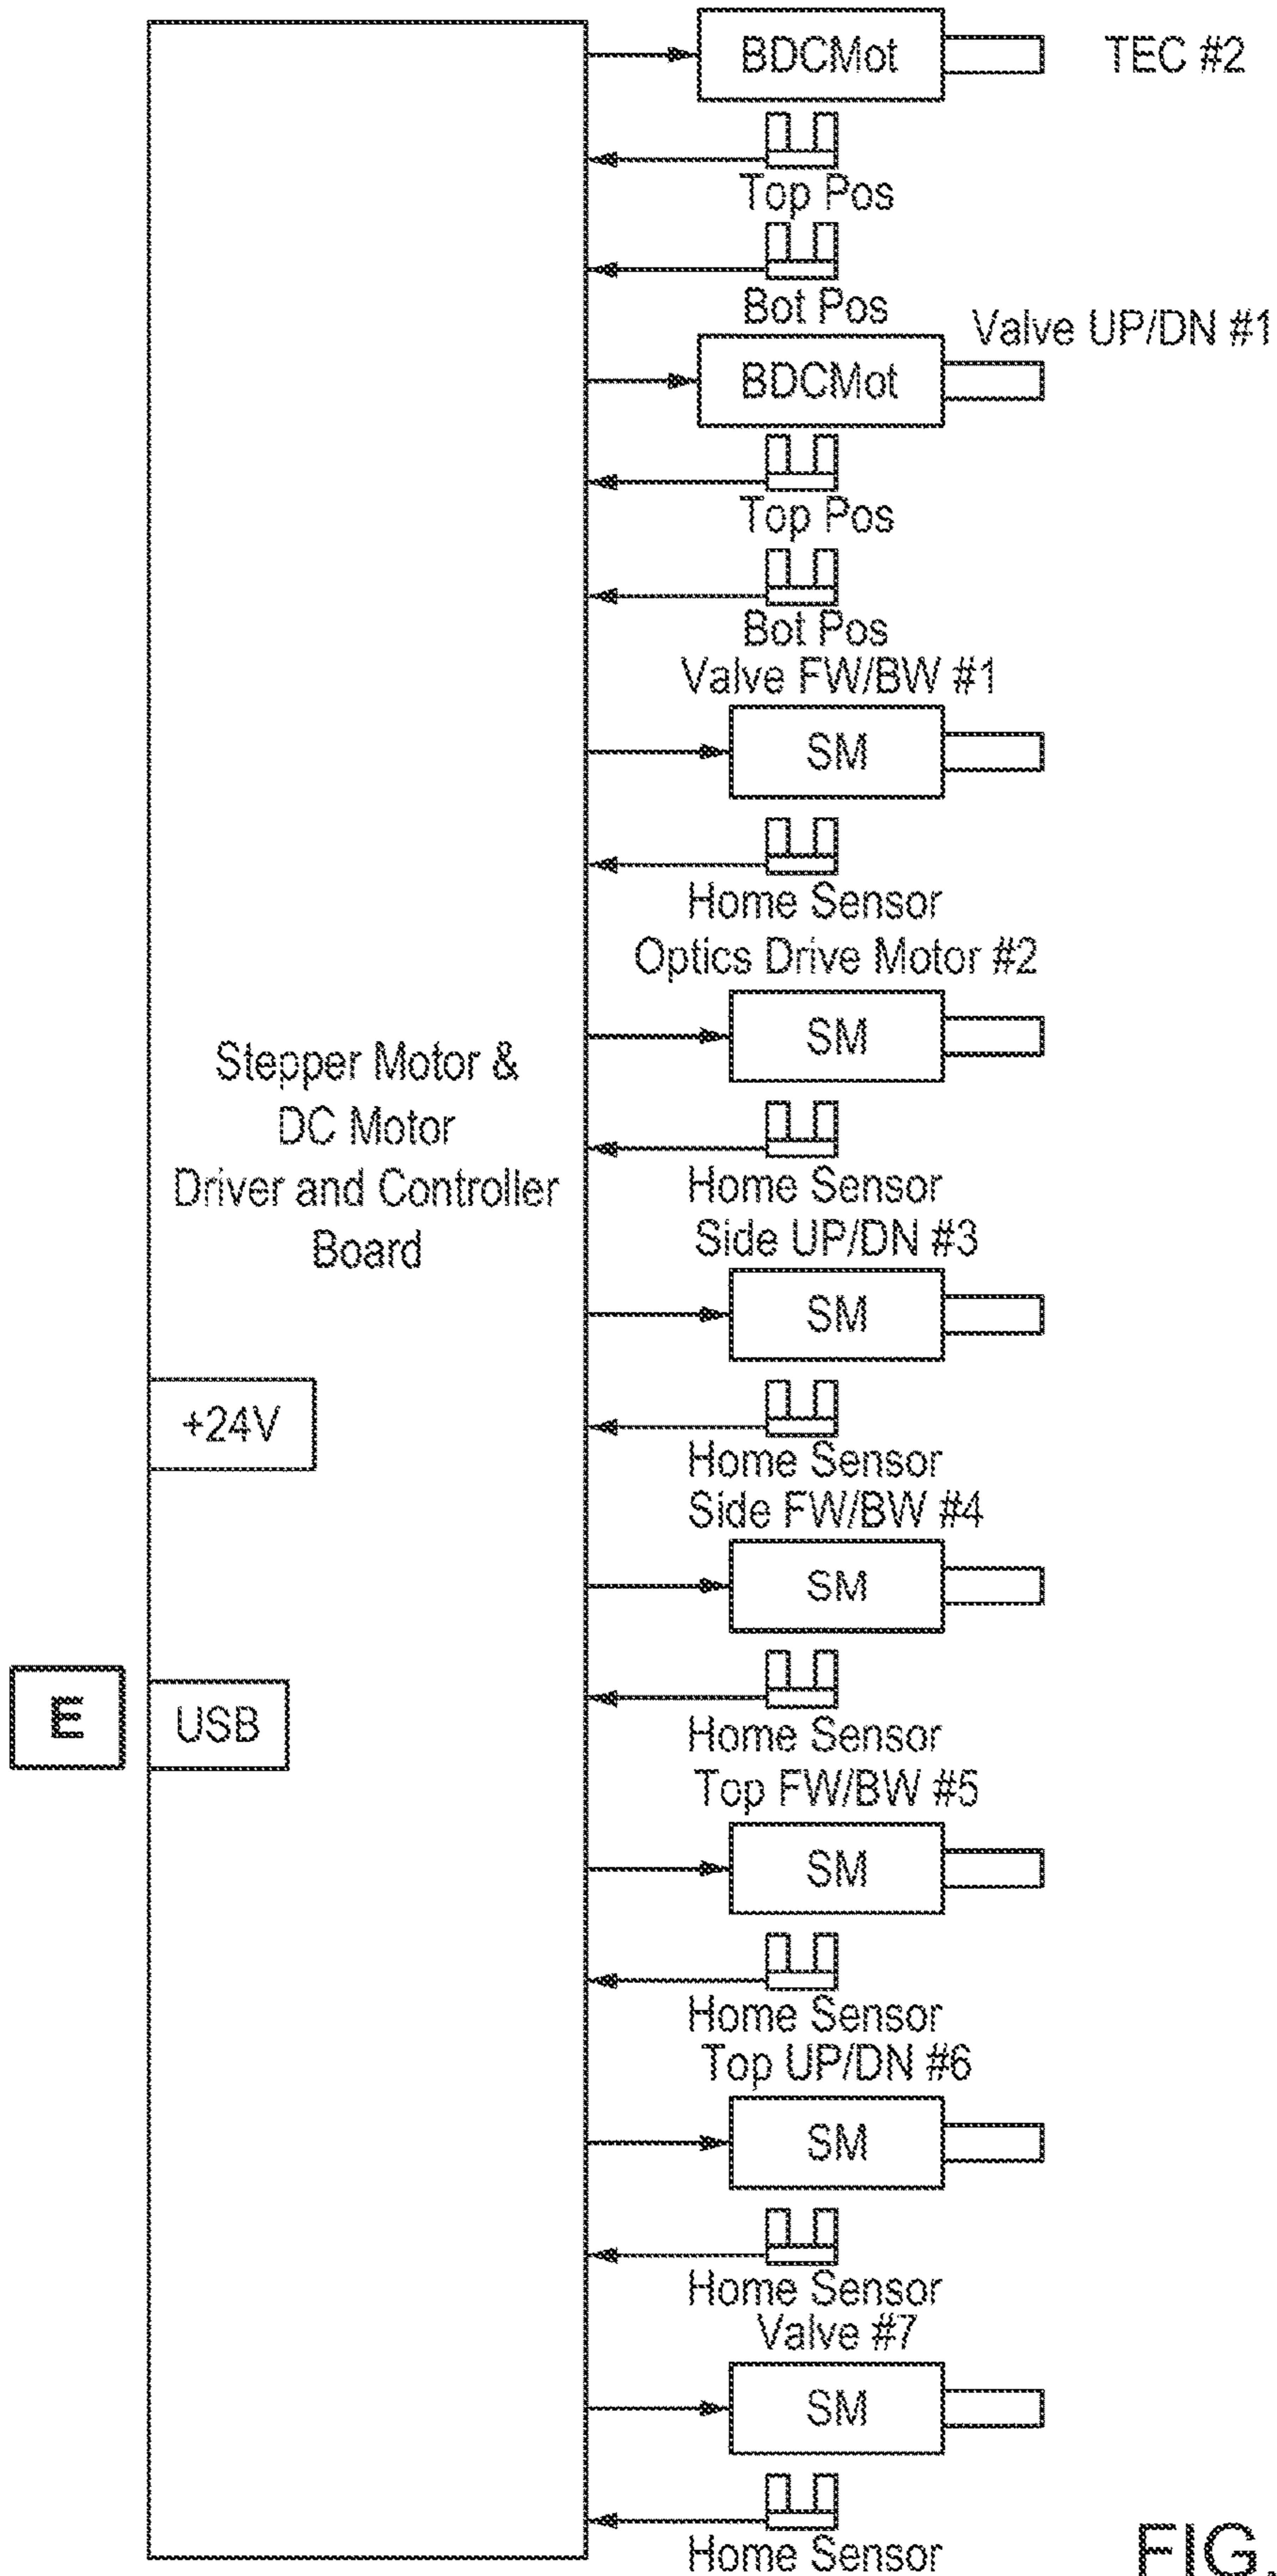 BDCMot
TEC #2
Top Pos
Bot Pos
Valve UP/DN #1
BDCMot
Top Pos
Bot Pos
Valve FW/BW #1
SM
Home Sensor
Optics Drive Motor #2
SM
Stepper Motor &
DC Motor
Driver and Controller
Board
Home Sensor
Side UP/DN #3
SM
+24V
Home Sensor
Side FW/BW #4
SM
E
USB
Home Sensor
Top FW/BW #5
SM
Home Sensor
Top UP/DN #6
SM
Home Sensor
Valve #7
SM
Home Sensor
FIG.